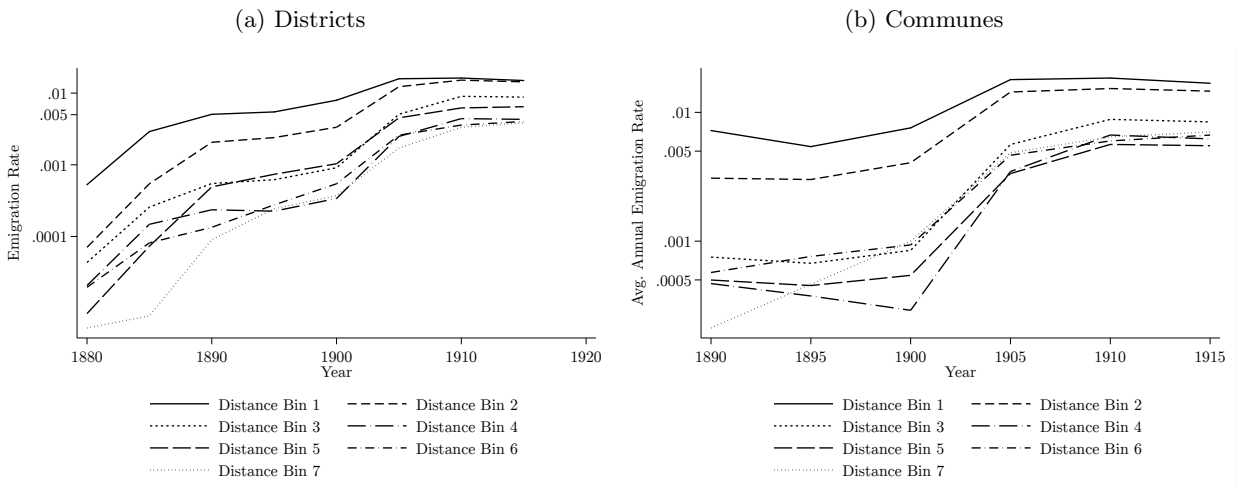 (a) Districts
Emigration Rate
.01
.005
.001
.0001
1880 1890 1900 1910 1920
Year
Distance Bin 1 Distance Bin 2
Distance Bin 3 Distance Bin 4
Distance Bin 5 Distance Bin 6
Distance Bin 7
(b) Communes
Avg. Annual Emigration Rate
.01
.005
.001
.0005
1890 1895 1900 1905 1910 1915
Year
Distance Bin 1 Distance Bin 2
Distance Bin 3 Distance Bin 4
Distance Bin 5 Distance Bin 6
Distance Bin 7